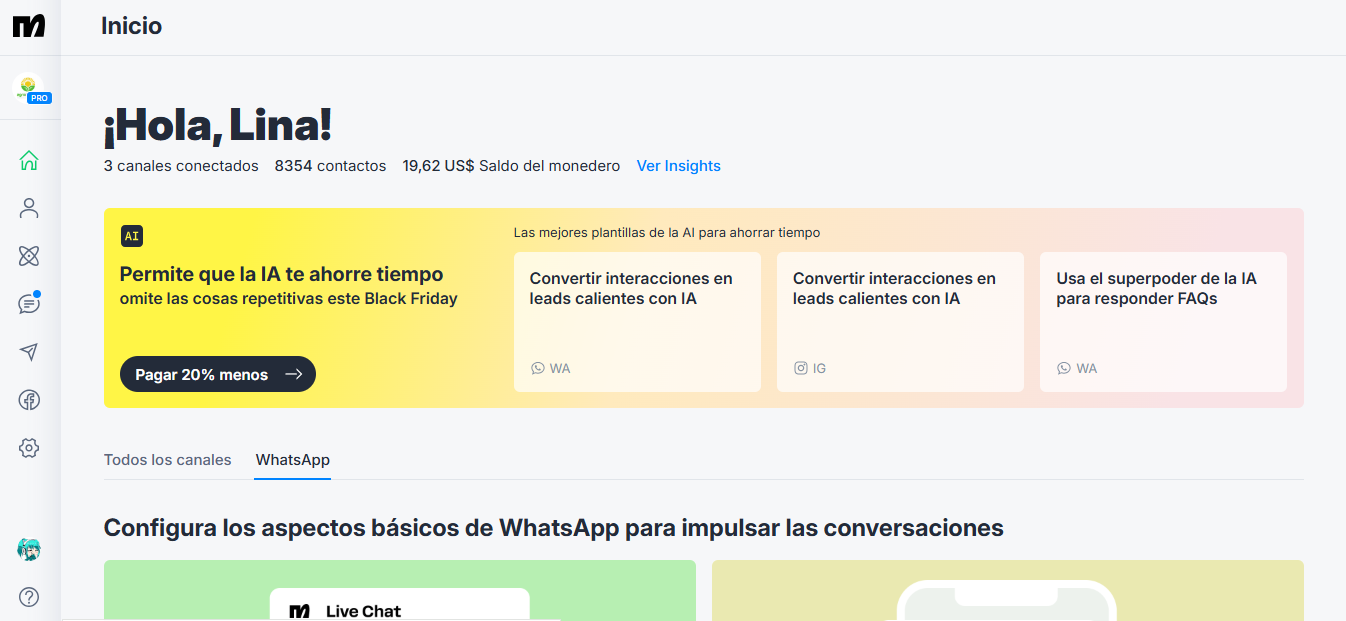 Inicio
PRO
¡Hola, Lina!
3 canales conectados 8354 contactos 19,62 US$ Saldo del monedero Ver Insights
AI
Permite que la IA te ahorre tiempo
omite las cosas repetitivas este Black Friday
Pagar 20% menos
Las mejores plantillas de la AI para ahorrar tiempo
Convertir interacciones en
leads calientes con IA
WA
Convertir interacciones en
leads calientes con IA
IG
Usa el superpoder de la IA
para responder FAQs
WA
Todos los canales WhatsApp
Configura los aspectos básicos de WhatsApp para impulsar las conversaciones
Live Chat